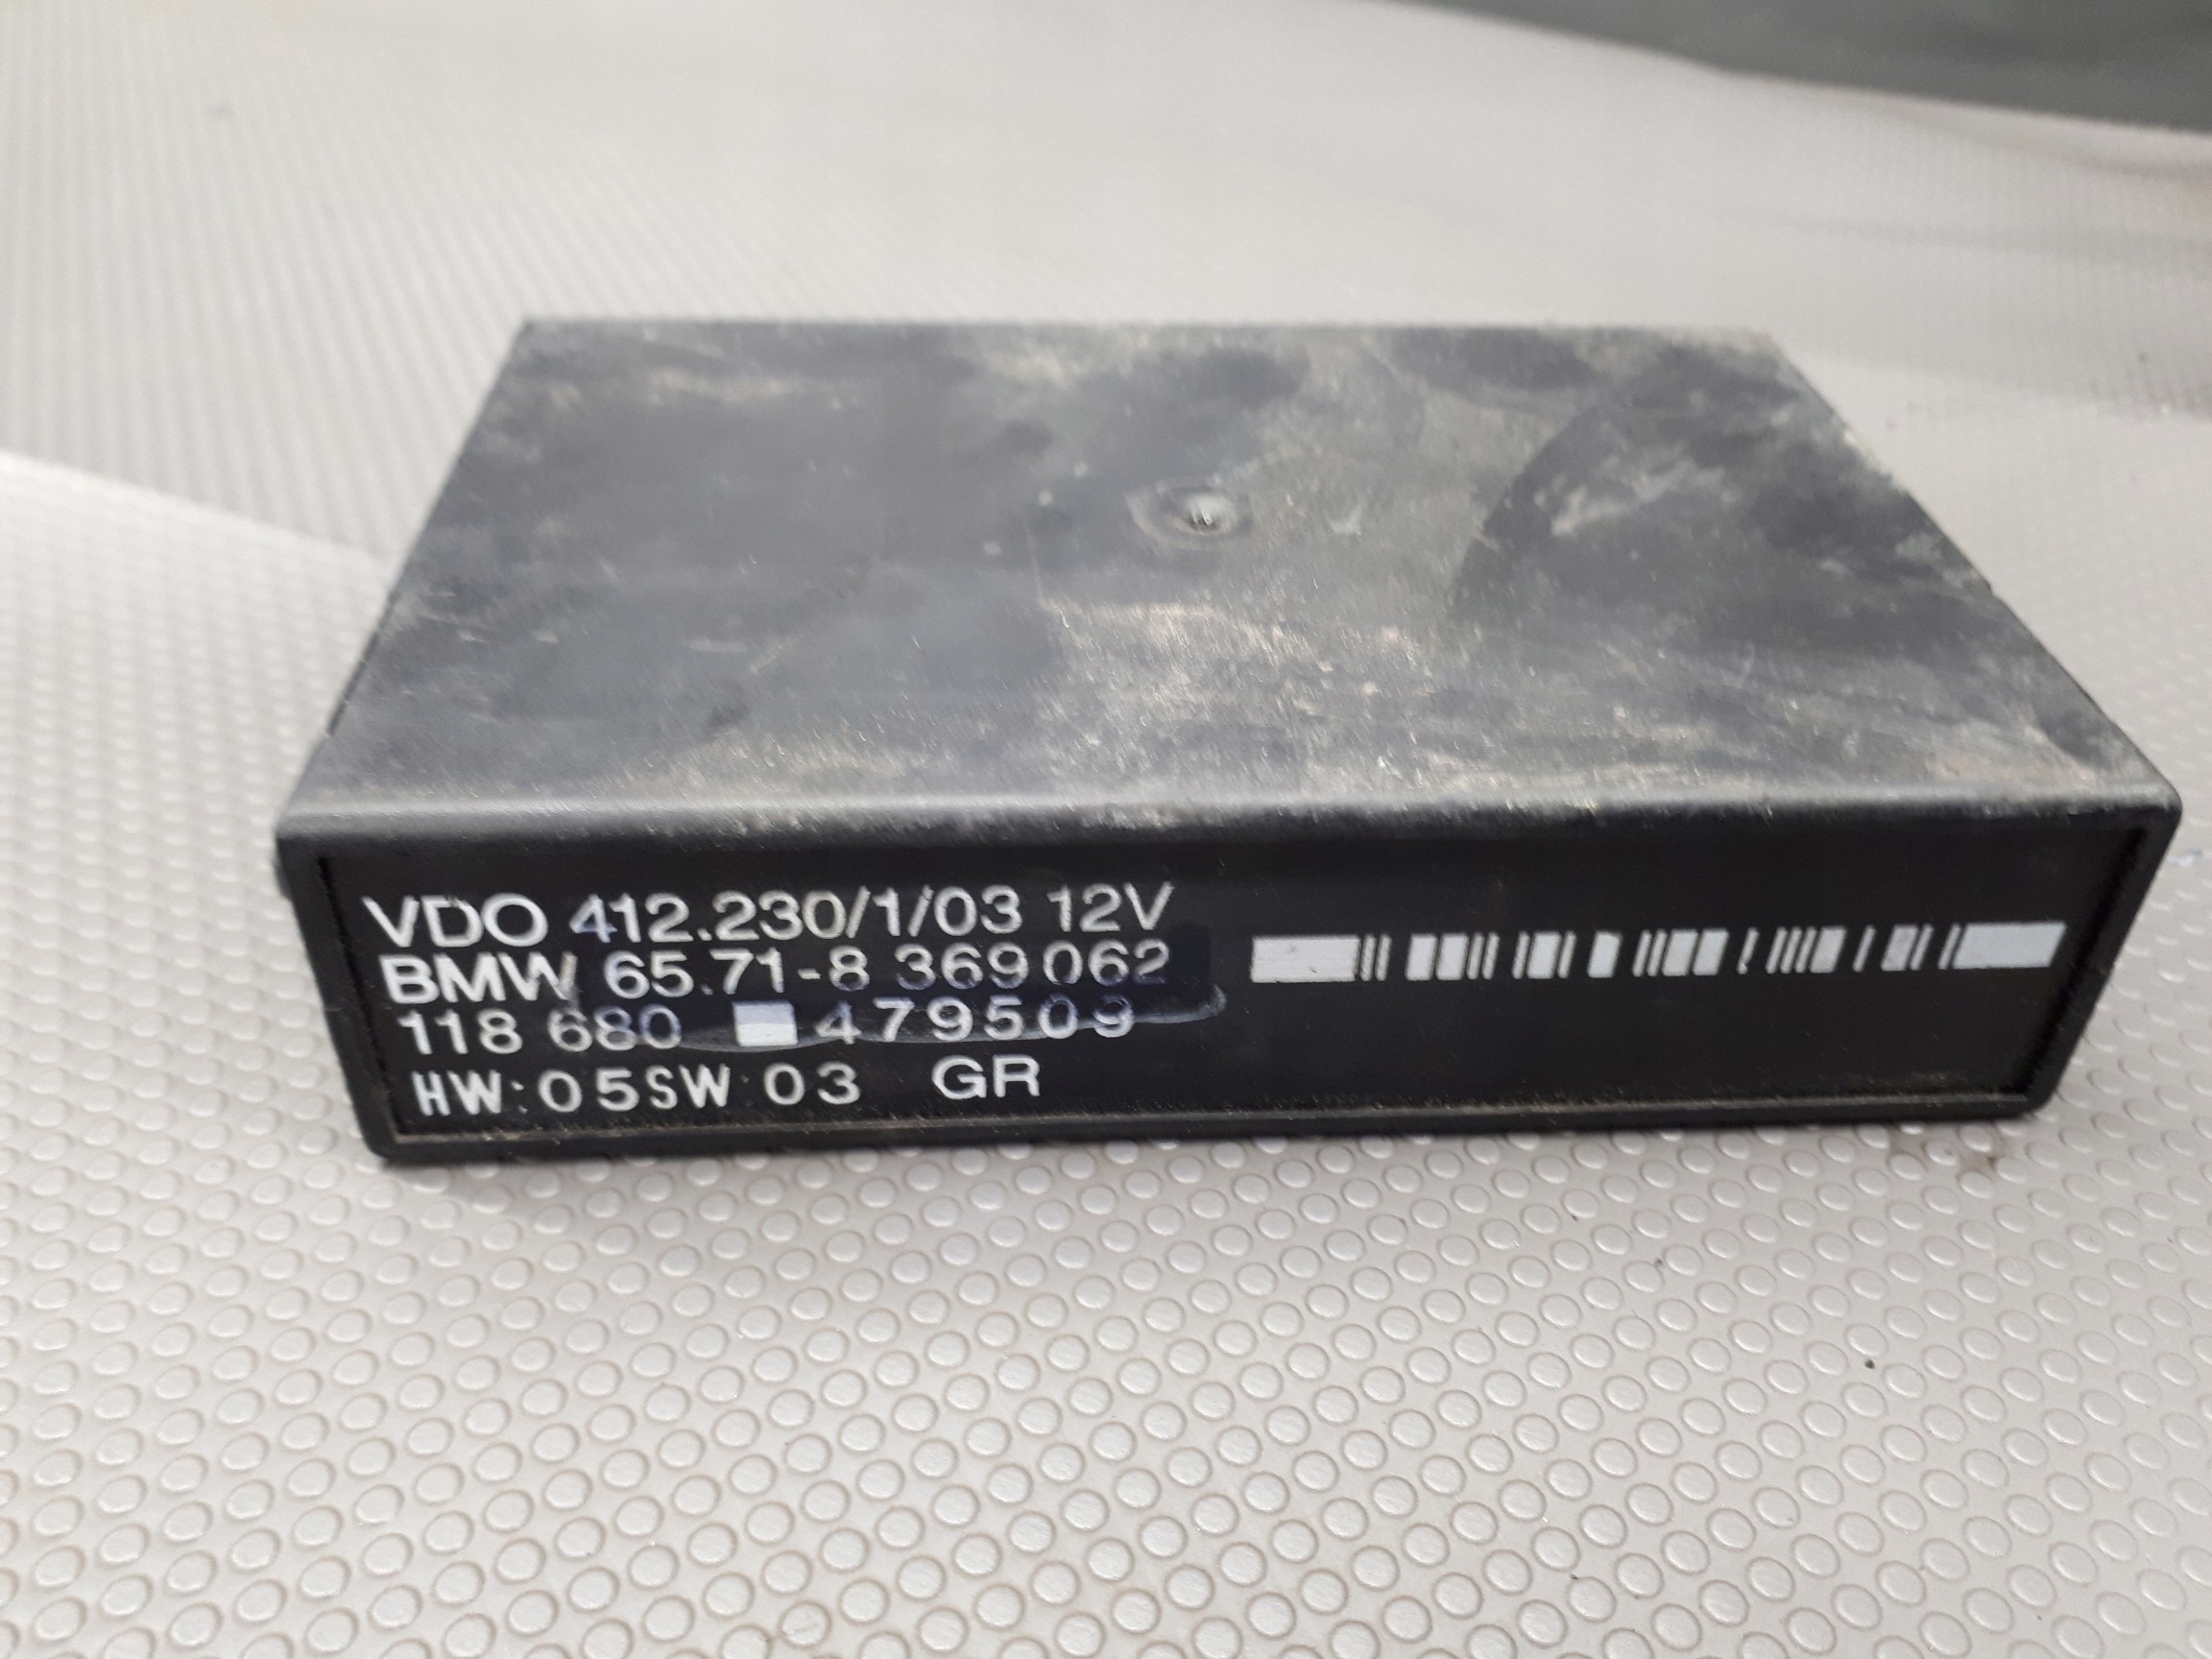 VDO 412.230/1/03 12V
BMW 65.71-8 369 062
118 680 479509
HW:05SW:03 GR